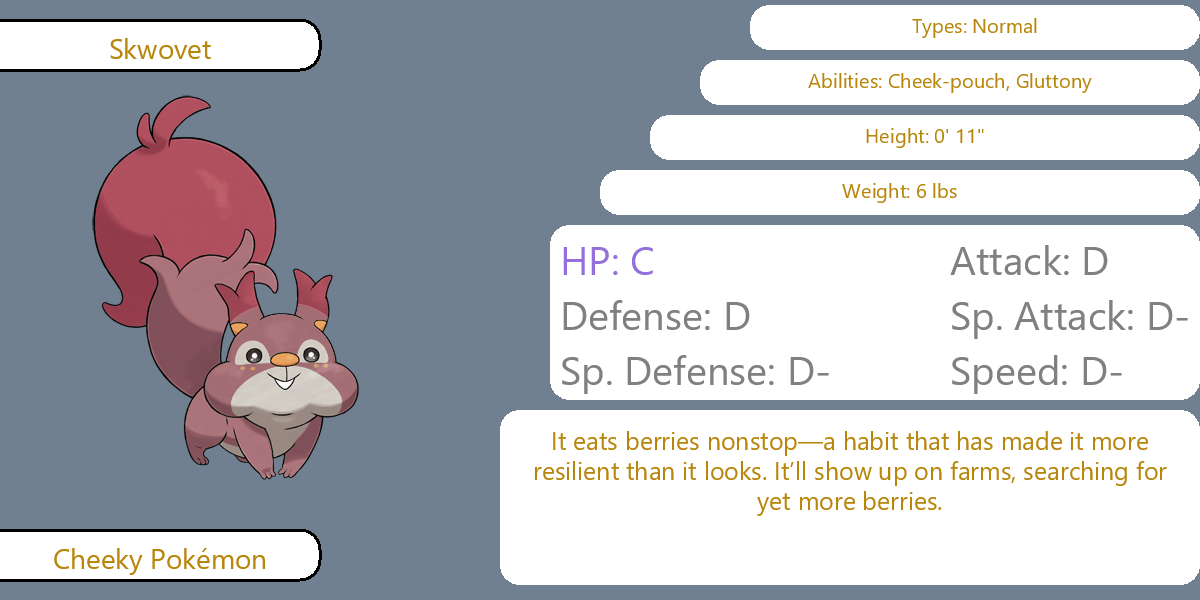 Skwovet
Types: Normal
Abilities: Cheek-pouch, Gluttony
Height: 0' 11"
Weight: 6 lbs
HP: C
Attack: D
Defense: D
Sp. Attack: D-
Sp. Defense: D-
Speed: D-
It eats berries nonstop—a habit that has made it more
resilient than it looks. It’ll show up on farms, searching for
yet more berries.
Cheeky Pokémon